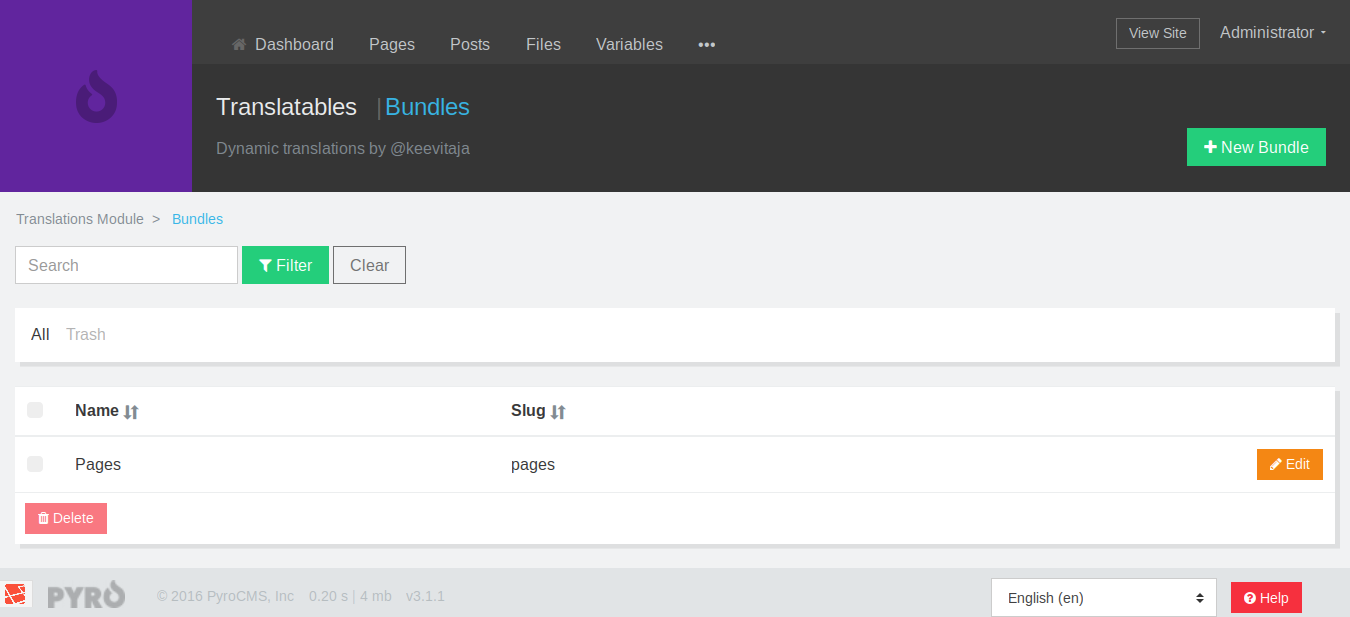 Dashboard Pages Posts Files Variables ••• View Site Administrator
Translatables | Bundles
Dynamic translations by @keevitaja
+ New Bundle
Translations Module > Bundles
Search Filter Clear
All Trash
Name Slug
Pages pages Edit
Delete
PYRO © 2016 PyroCMS, Inc 0.20 s | 4 mb v3.1.1 English (en) Help